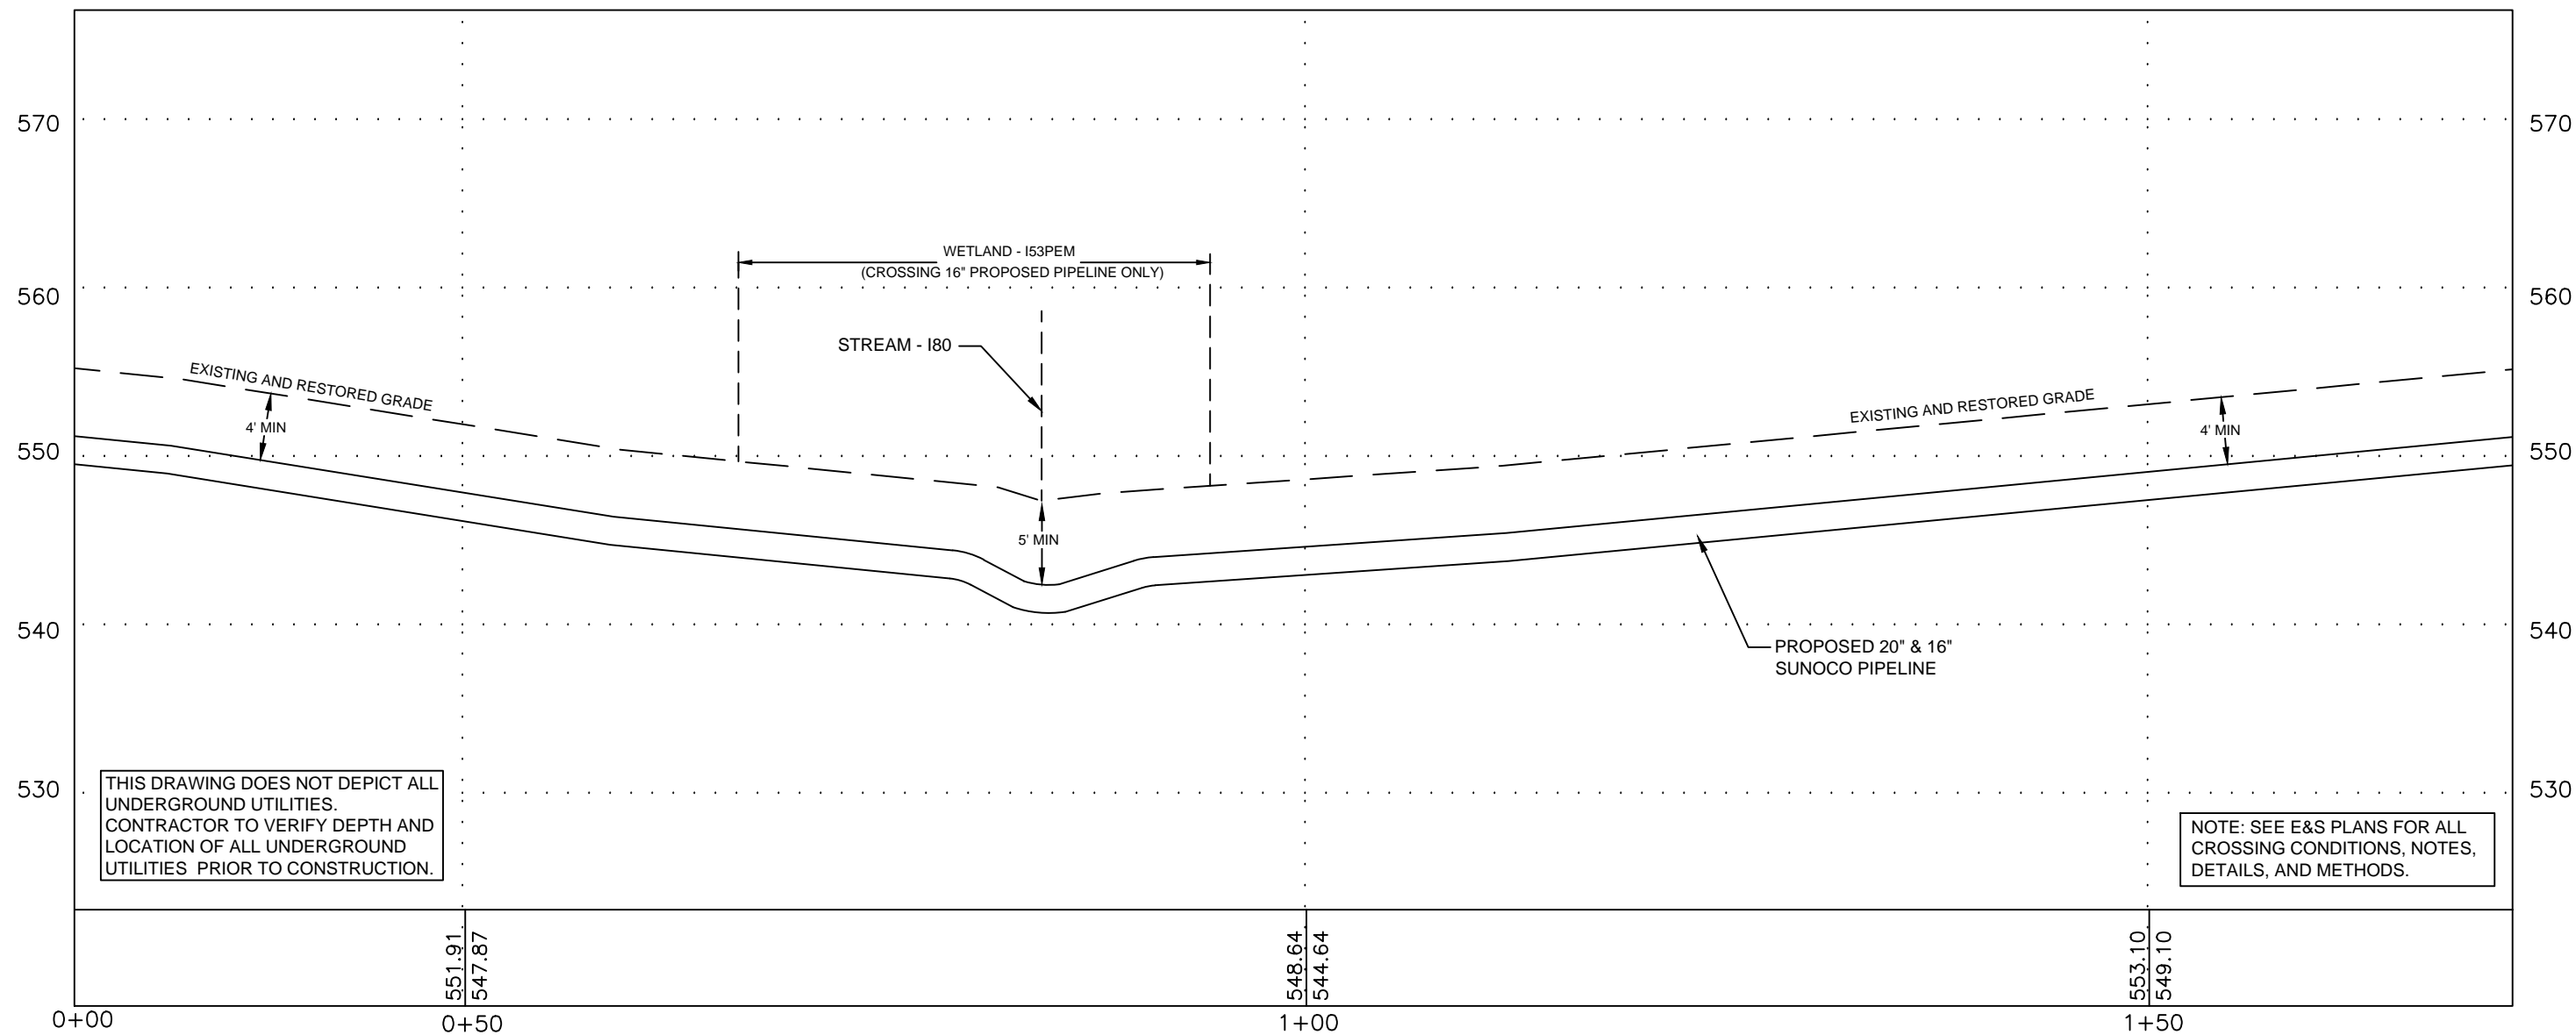 570
570
WETLAND - I53PEM
(CROSSING 16" PROPOSED PIPELINE ONLY)
560
560
STREAM - I80
EXISTING AND RESTORED GRADE
EXISTING AND RESTORED GRADE
4' MIN
4' MIN
550
550
5' MIN
540
540
PROPOSED 20" & 16"
SUNOCO PIPELINE
530
530
THIS DRAWING DOES NOT DEPICT ALL
UNDERGROUND UTILITIES.
CONTRACTOR TO VERIFY DEPTH AND
LOCATION OF ALL UNDERGROUND
UTILITIES PRIOR TO CONSTRUCTION.
NOTE: SEE E&S PLANS FOR ALL
CROSSING CONDITIONS, NOTES,
DETAILS, AND METHODS.
551.91
547.87
548.64
544.64
553.10
549.10
0+00
0+50
1+00
1+50